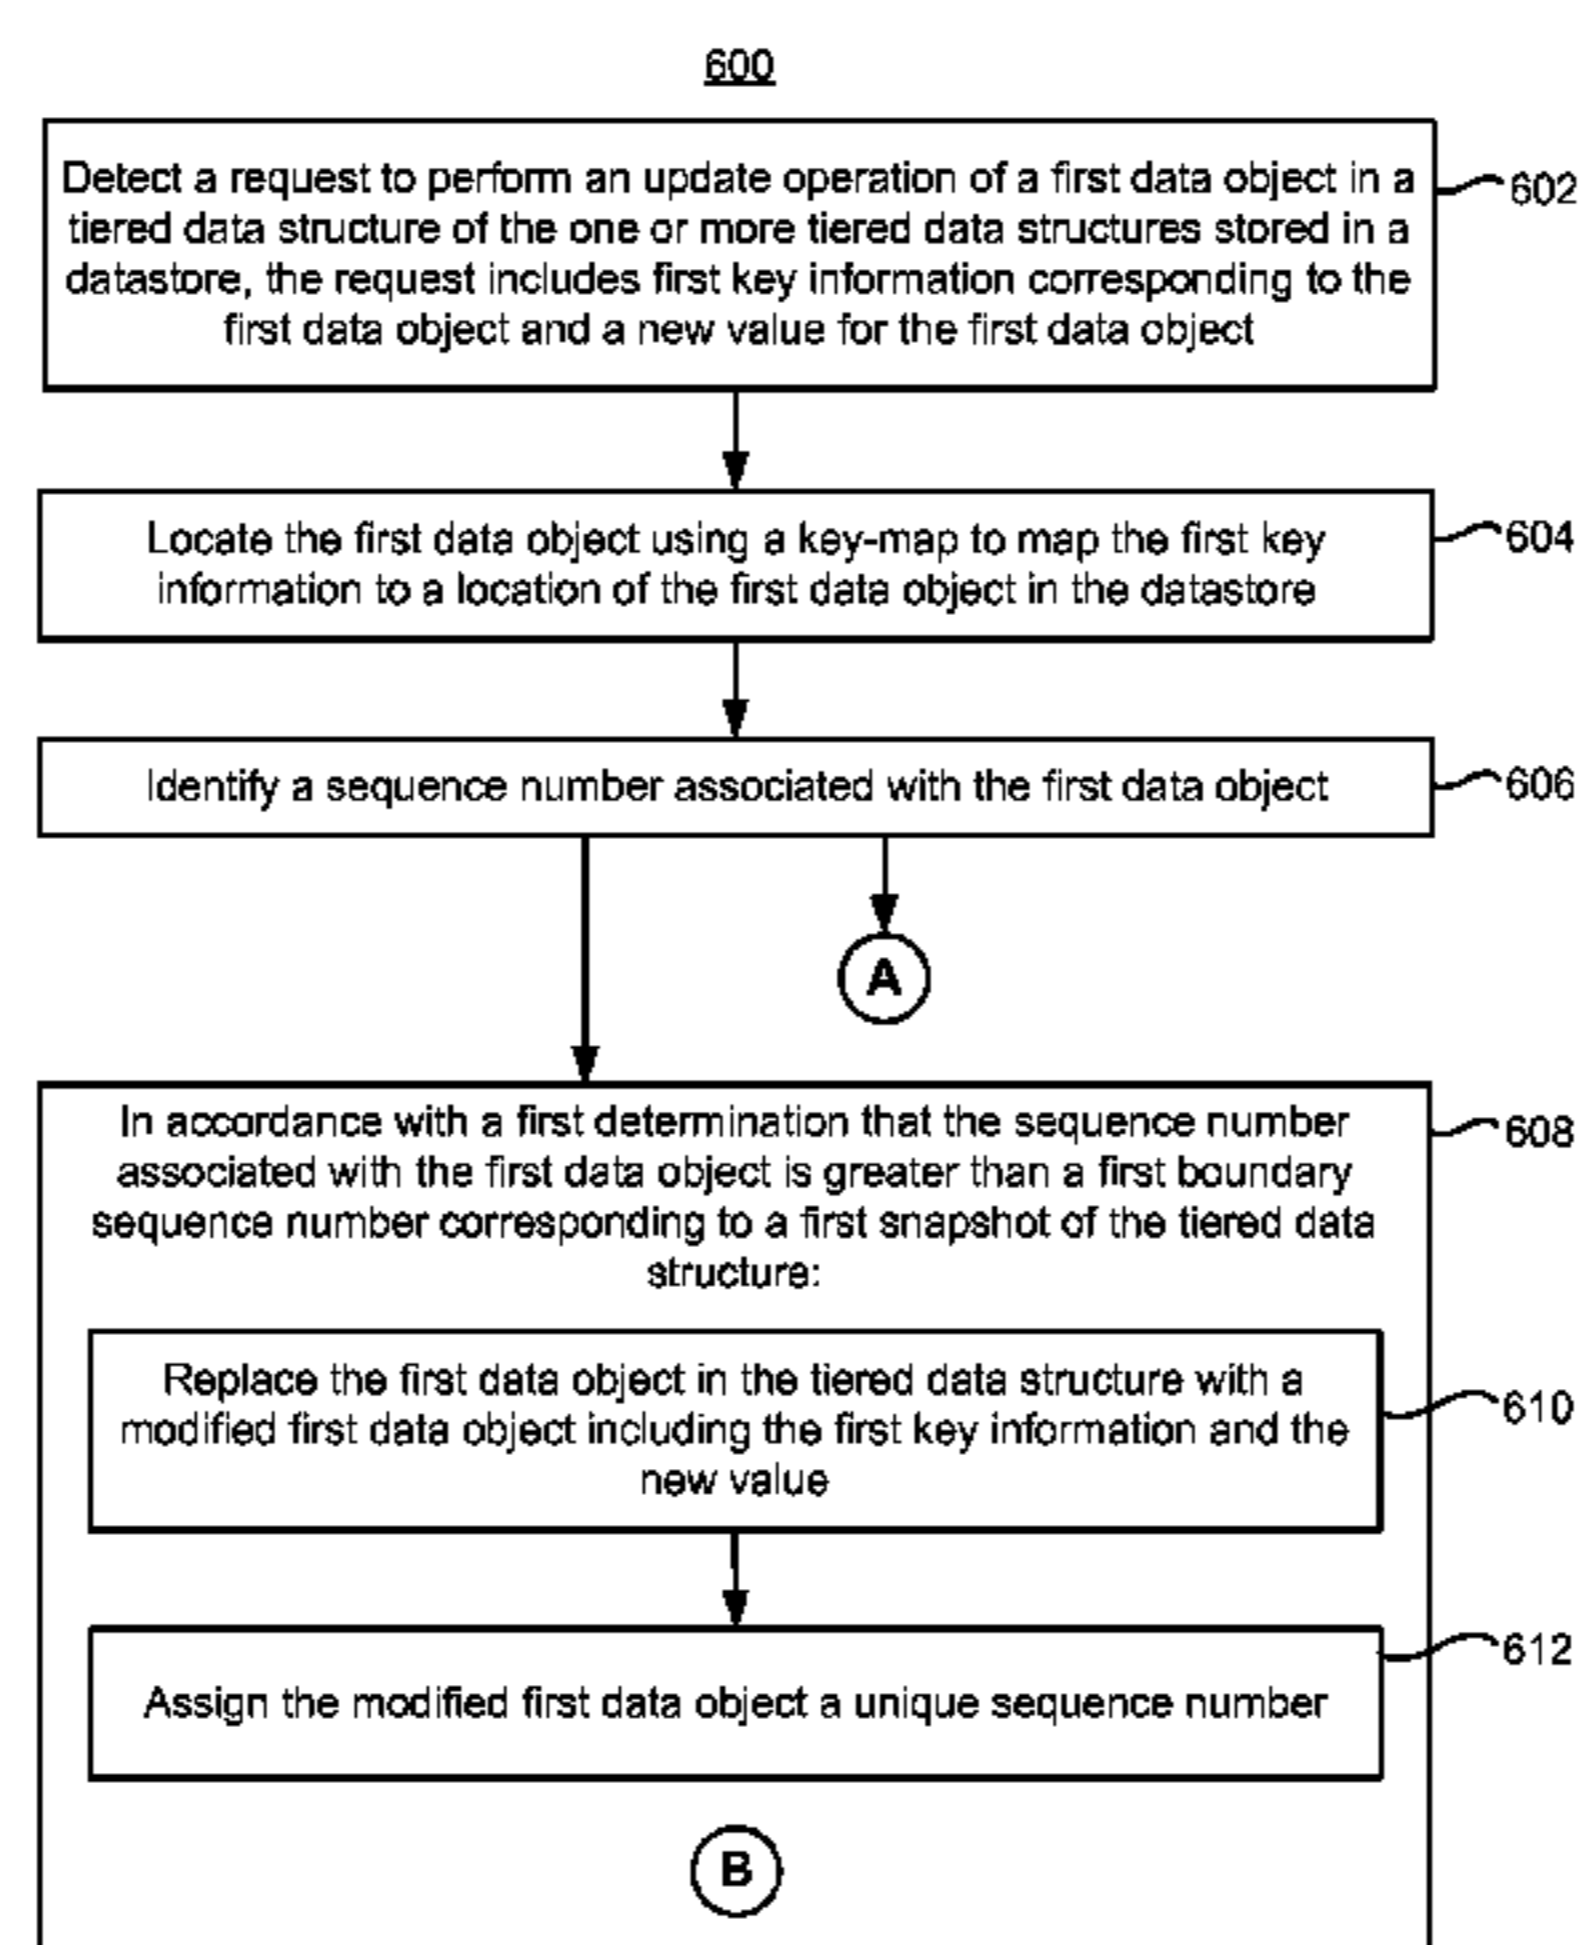 600
Detect a request to perform an update operation of a first data object in a
tiered data structure of the one or more tiered data structures stored in a
datastore, the request includes first key information corresponding to the
first data object and a new value for the first data object
602
Locate the first data object using a key-map to map the first key
information to a location of the first data object in the datastore
604
Identify a sequence number associated with the first data object
606
A
In accordance with a first determination that the sequence number
associated with the first data object is greater than a first boundary
sequence number corresponding to a first snapshot of the tiered data
structure:
608
Replace the first data object in the tiered data structure with a
modified first data object including the first key information and the
new value
610
Assign the modified first data object a unique sequence number
612
B